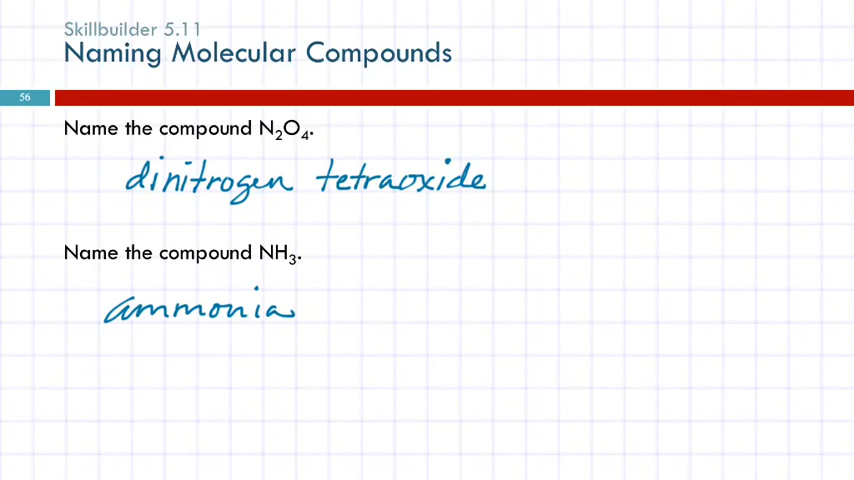 Skillbuilder 5.11
Naming Molecular Compounds
56
Name the compound N₂O₄.
dinitrogen tetraoxide
Name the compound NH₃.
ammonia